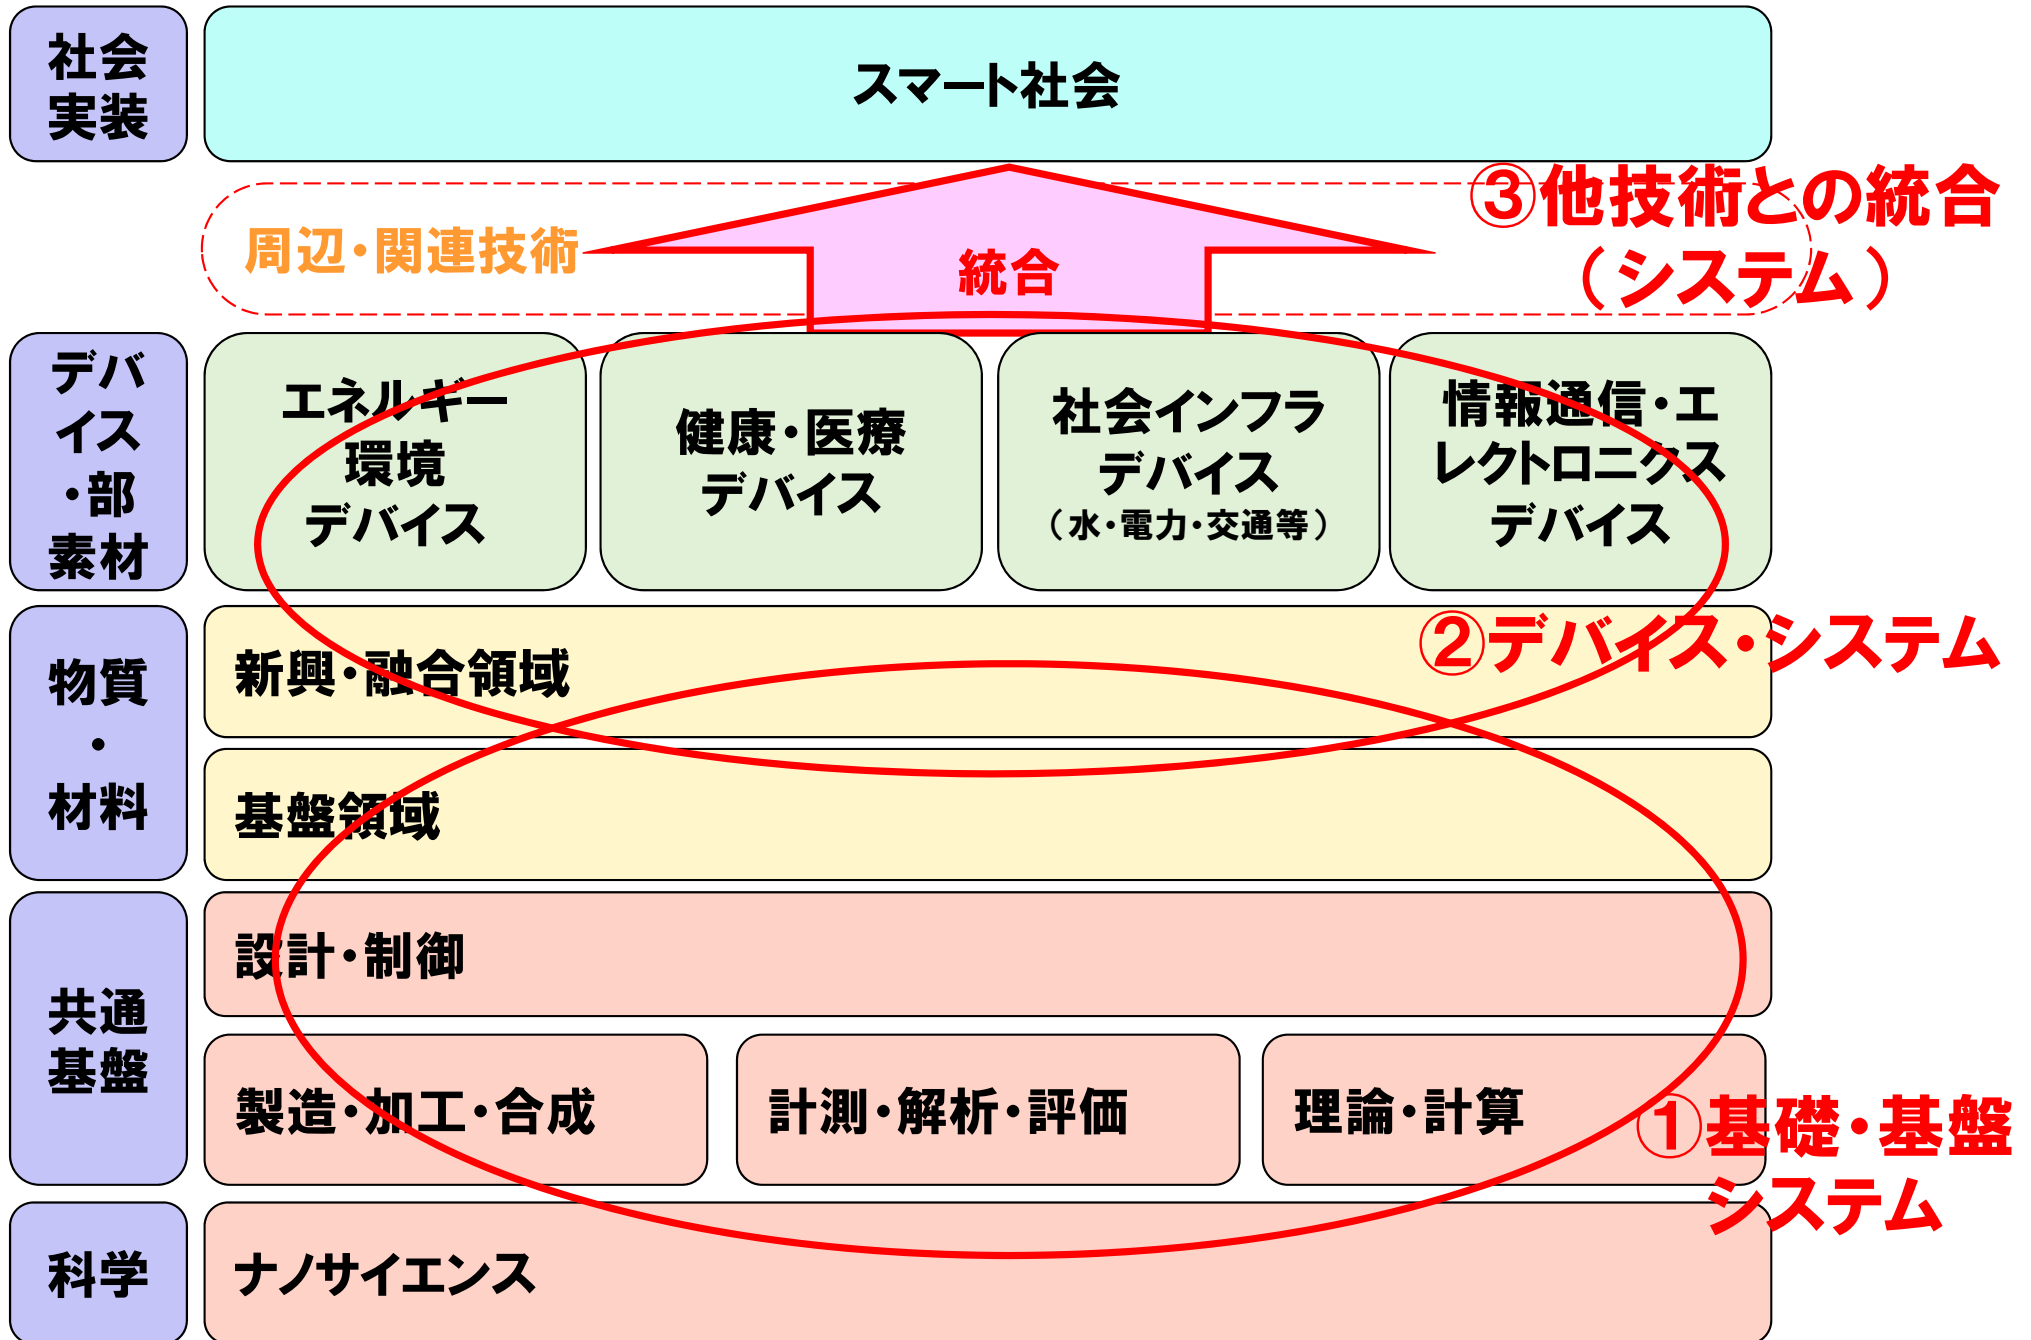 社会
実装
スマート社会
③他技術との統合
（システム）
周辺・関連技術
統合
デバ
イス
・部
素材
エネルギー
環境
デバイス
健康・医療
デバイス
社会インフラ
デバイス
（水・電力・交通等）
情報通信・エ
レクトロニクス
デバイス
②デバイス・システム
物質
・
材料
新興・融合領域
基盤領域
共通
基盤
設計・制御
製造・加工・合成
計測・解析・評価
理論・計算
①基礎・基盤
システム
科学
ナノサイエンス